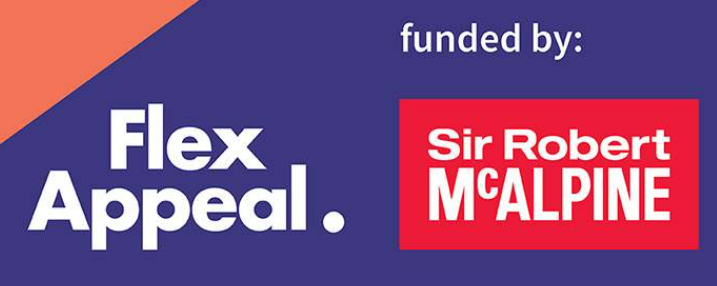 Flex
Appeal.
funded by:
Sir Robert
McALPINE